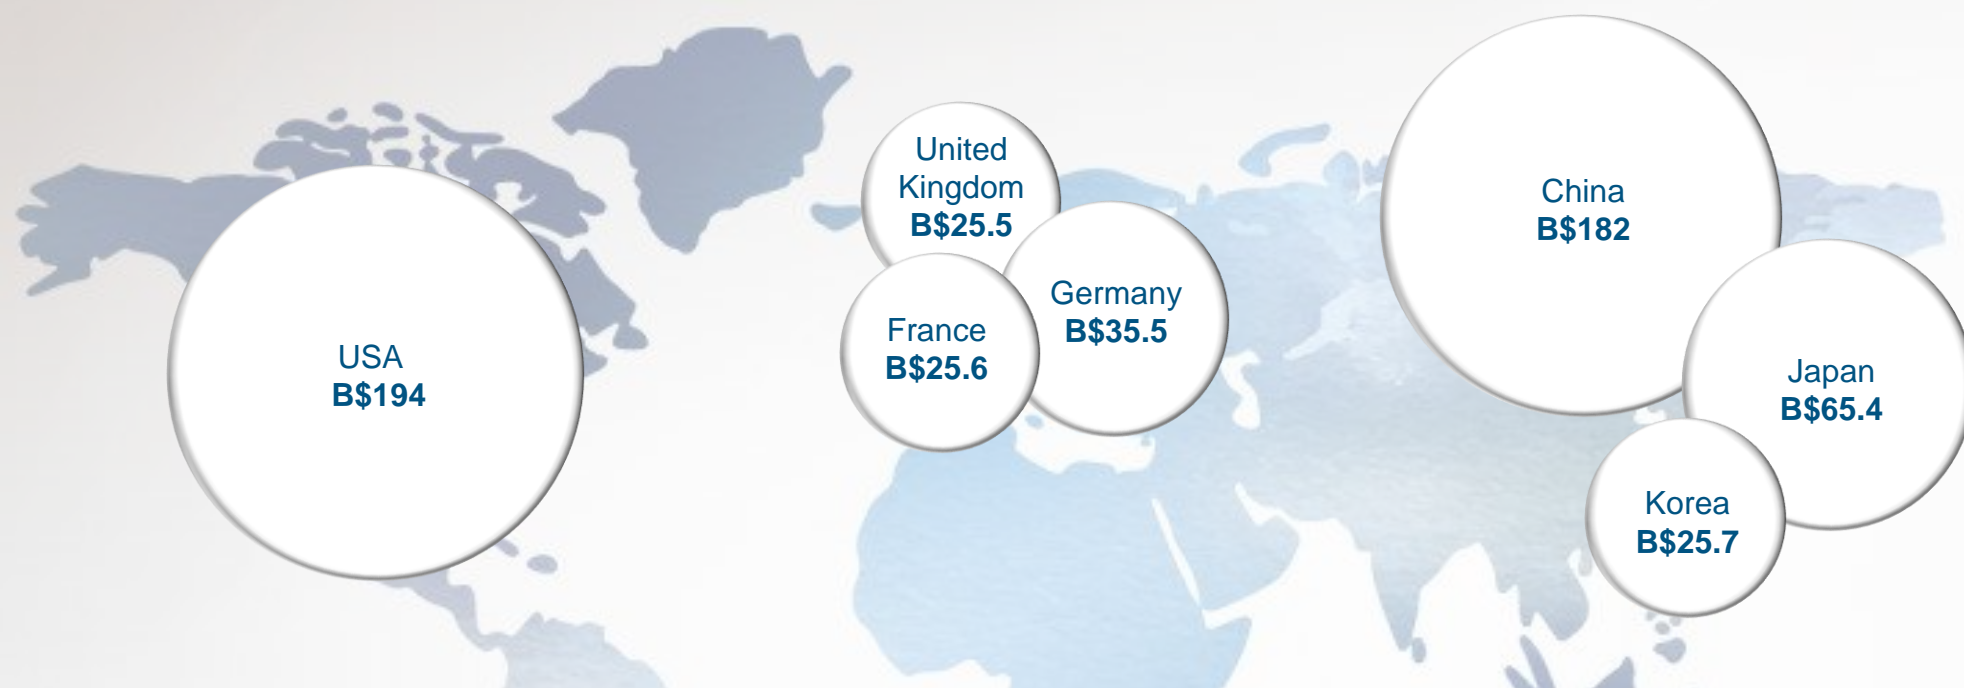 USA
B$194
United
Kingdom
B$25.5
France
B$25.6
Germany
B$35.5
China
B$182
Japan
B$65.4
Korea
B$25.7